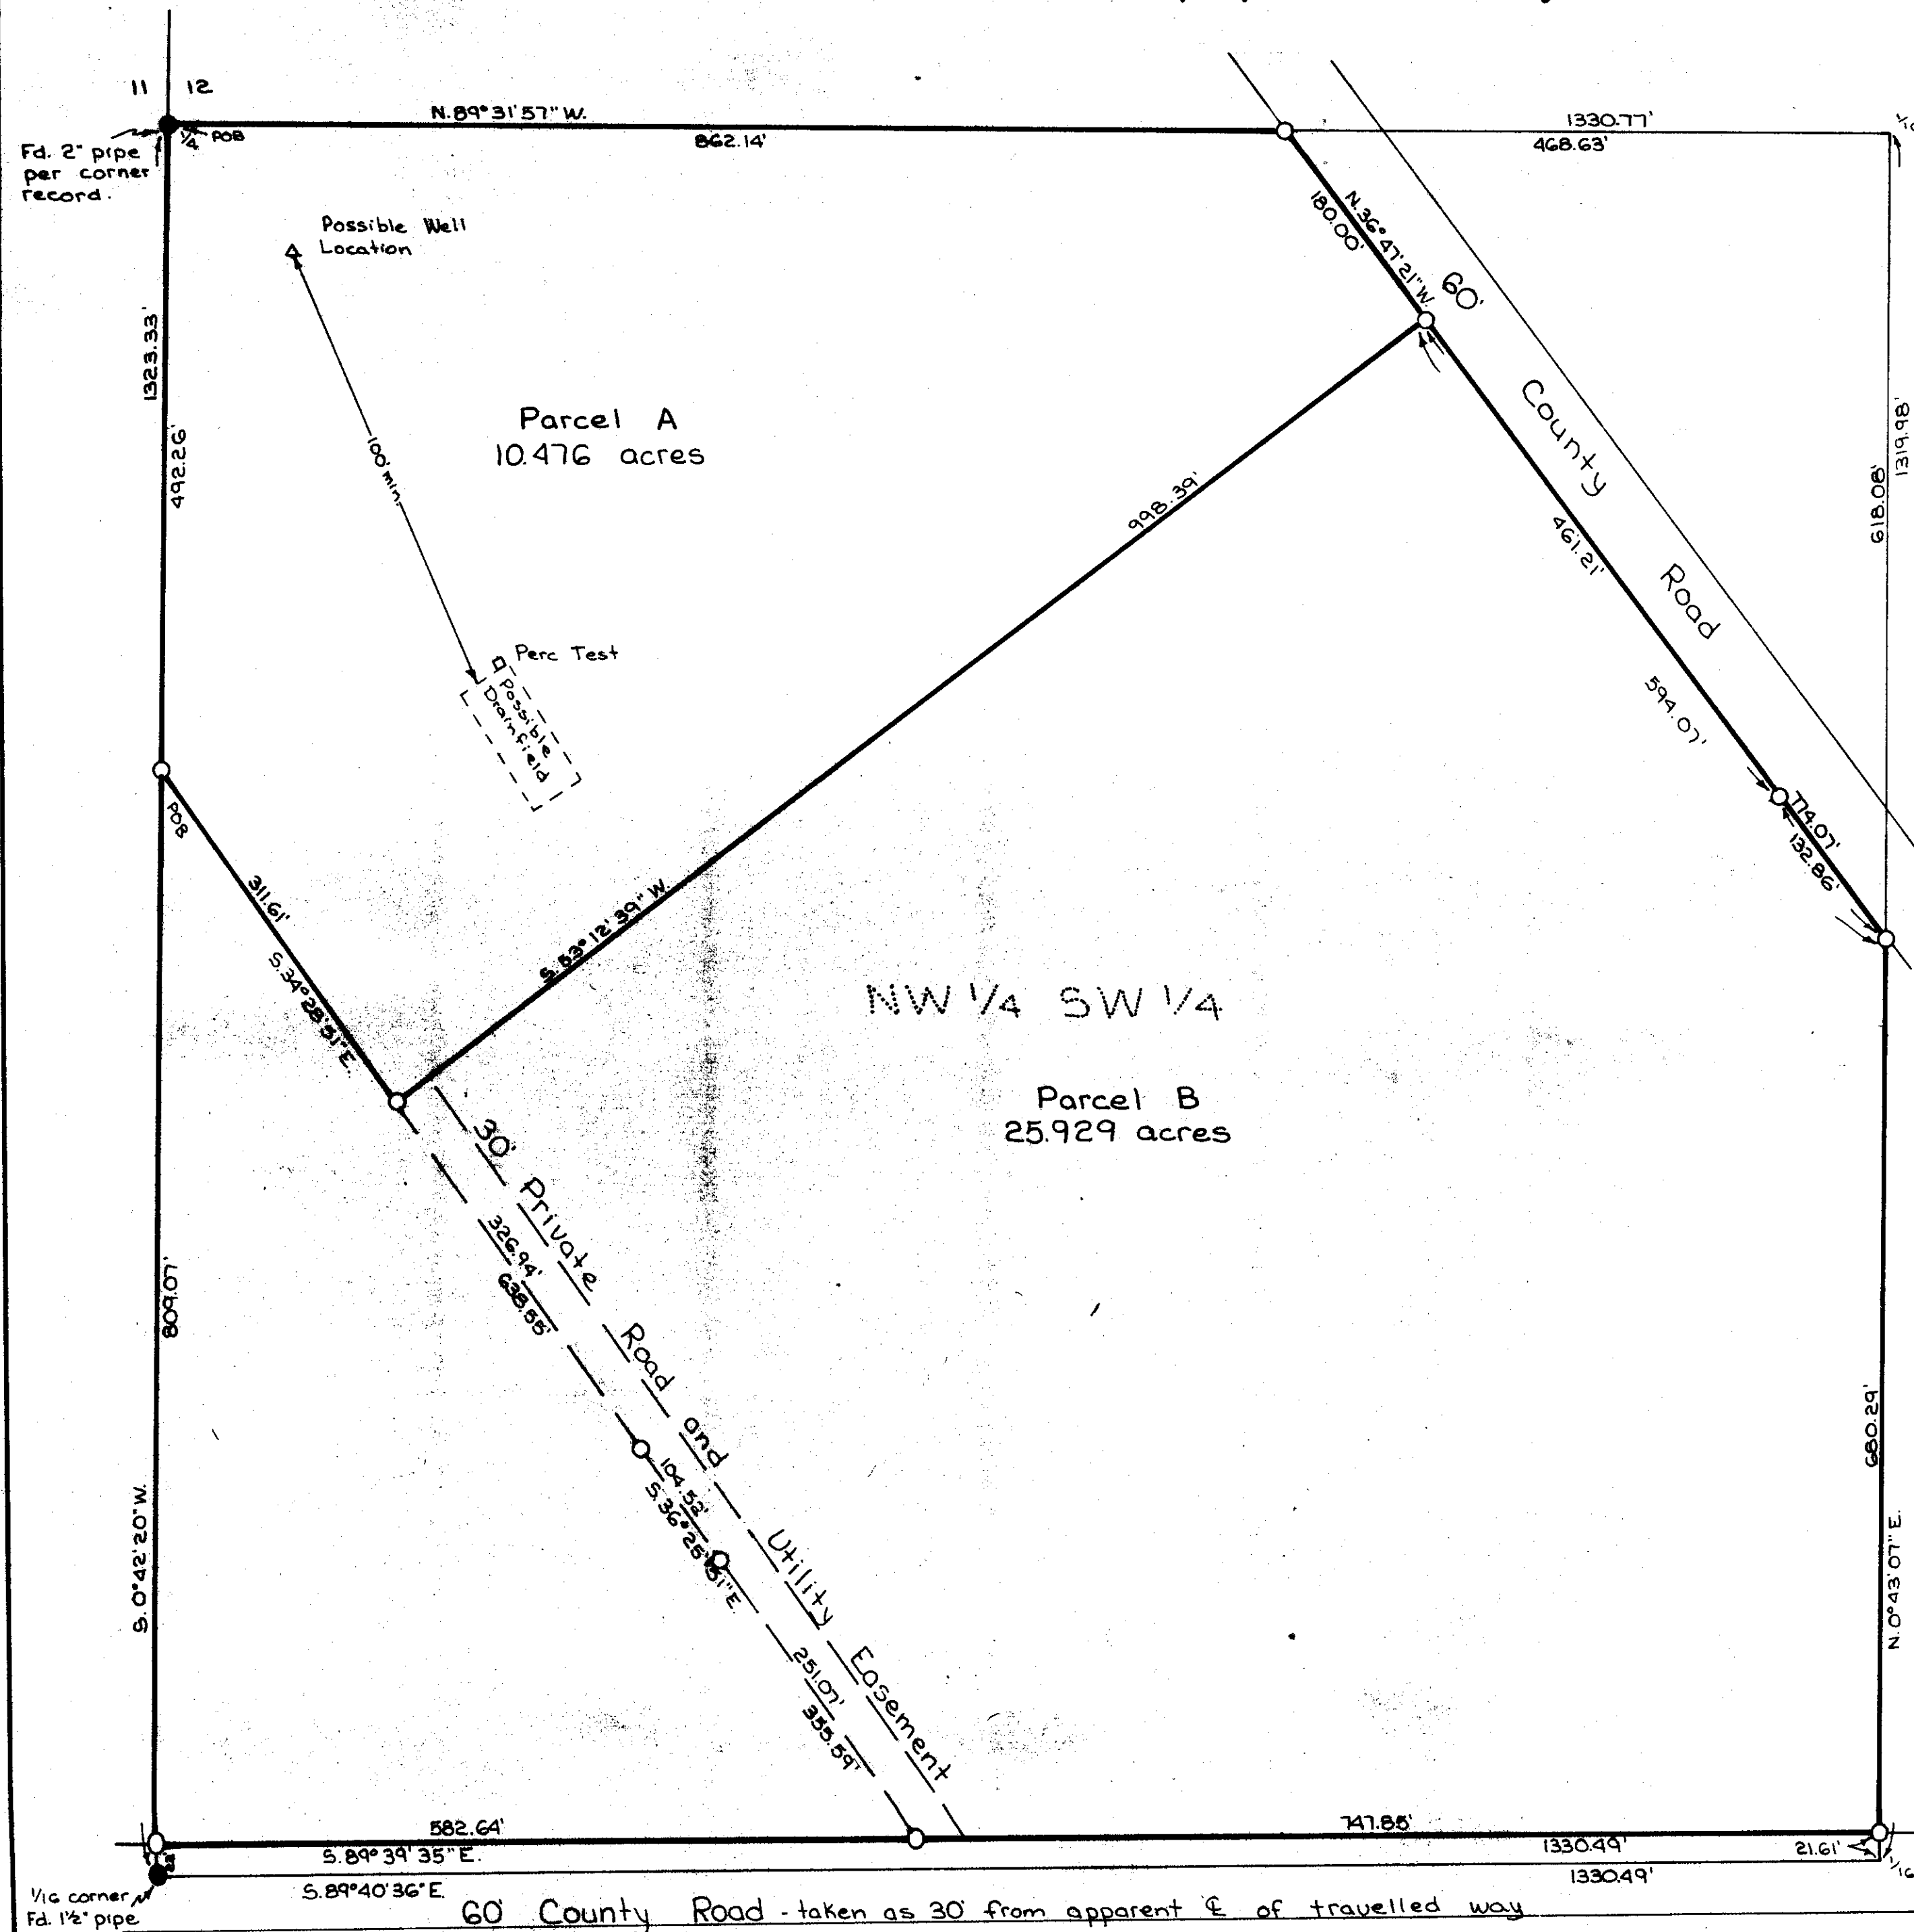 11 12
N.89°31'57"W.
862.14'
1330.77'
468.63'
1/4 POB
Fd. 2" pipe
per corner
record.
Possible Well
Location
N.36°47'21"W.
180.00'
60'
County
Road
1323.33'
492.26'
Parcel A
10.476 acres
100' min.
998.39'
461.21'
618.08'
1319.98'
Perc Test
Possible
Drainfield
594.07'
774.07'
132.86'
POB
311.61'
S.34°28'31"E.
S.53°12'39"W.
NW 1/4 SW 1/4
Parcel B
25.929 acres
30' Private Road and Utility Easement
326.94'
638.55'
809.07'
104.52'
S.36°25'51"E.
680.29'
S.0°42'20"W.
N.0°43'07"E.
251.07'
355.59'
582.64'
747.85'
S.89°39'35"E.
1330.49'
21.61'
1330.49'
S.89°40'36"E.
1/16 corner
Fd. 1½" pipe
60' County Road - taken as 30' from apparent ℄ of travelled way